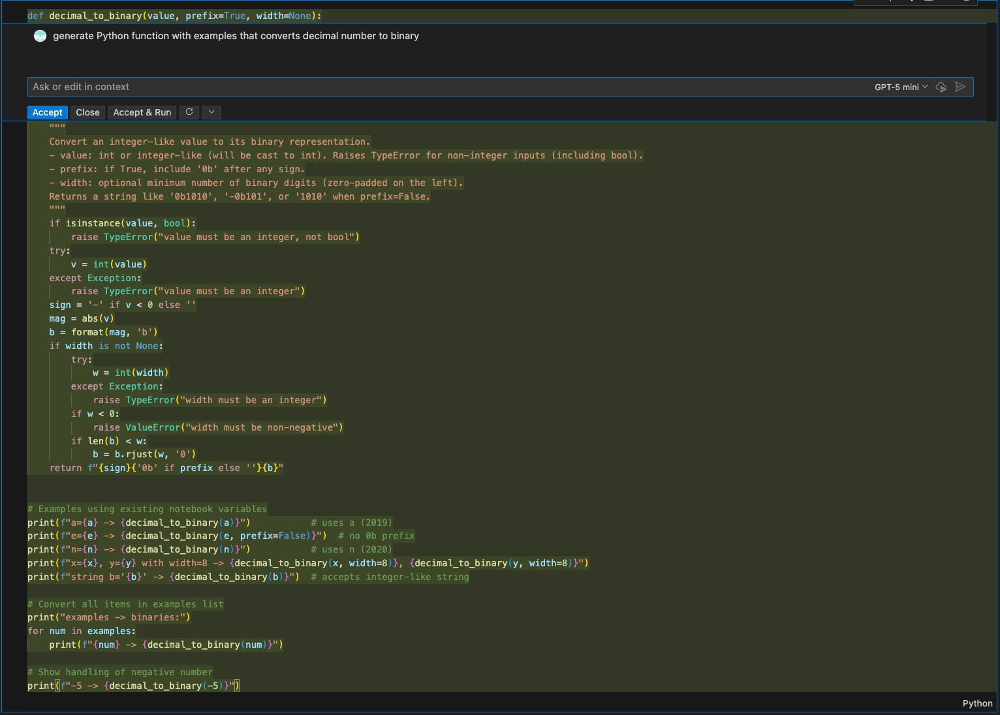 def decimal_to_binary(value, prefix=True, width=None):
generate Python function with examples that converts decimal number to binary
Ask or edit in context
GPT-5 mini
Accept
Close
Accept & Run
    """
    Convert an integer-like value to its binary representation.
    - value: int or integer-like (will be cast to int). Raises TypeError for non-integer inputs (including bool).
    - prefix: if True, include '0b' after any sign.
    - width: optional minimum number of binary digits (zero-padded on the left).
    Returns a string like '0b1010', '-0b101', or '1010' when prefix=False.
    """
    if isinstance(value, bool):
        raise TypeError("value must be an integer, not bool")
    try:
        v = int(value)
    except Exception:
        raise TypeError("value must be an integer")
    sign = '-' if v < 0 else ''
    mag = abs(v)
    b = format(mag, 'b')
    if width is not None:
        try:
            w = int(width)
        except Exception:
            raise TypeError("width must be an integer")
        if w < 0:
            raise ValueError("width must be non-negative")
        if len(b) < w:
            b = b.rjust(w, '0')
    return f"{sign}{'0b' if prefix else ''}{b}"
# Examples using existing notebook variables
print(f"a={a} -> {decimal_to_binary(a)}")           # uses a (2019)
print(f"e={e} -> {decimal_to_binary(e, prefix=False)}")  # no 0b prefix
print(f"n={n} -> {decimal_to_binary(n)}")           # uses n (2020)
print(f"x={x}, y={y} with width=8 -> {decimal_to_binary(x, width=8)}, {decimal_to_binary(y, width=8)}")
print(f"string b='{b}' -> {decimal_to_binary(b)}")  # accepts integer-like string
# Convert all items in examples list
print("examples -> binaries:")
for num in examples:
    print(f"{num} -> {decimal_to_binary(num)}")
# Show handling of negative number
print(f"-5 -> {decimal_to_binary(-5)}")
Python